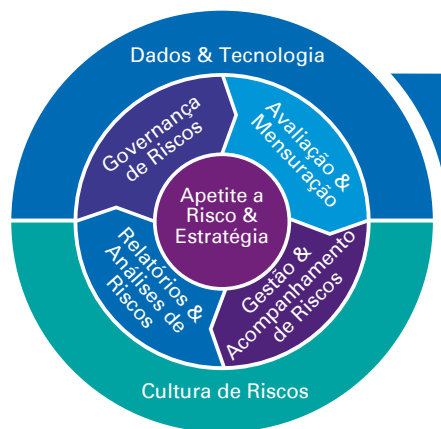 Dados & Tecnologia
Governança
de Riscos
Avaliação &
Mensuração
Apetite a
Risco &
Estratégia
Relatórios &
Análises de
Riscos
Gestão &
Acompanhamento
de Riscos
Cultura de Riscos